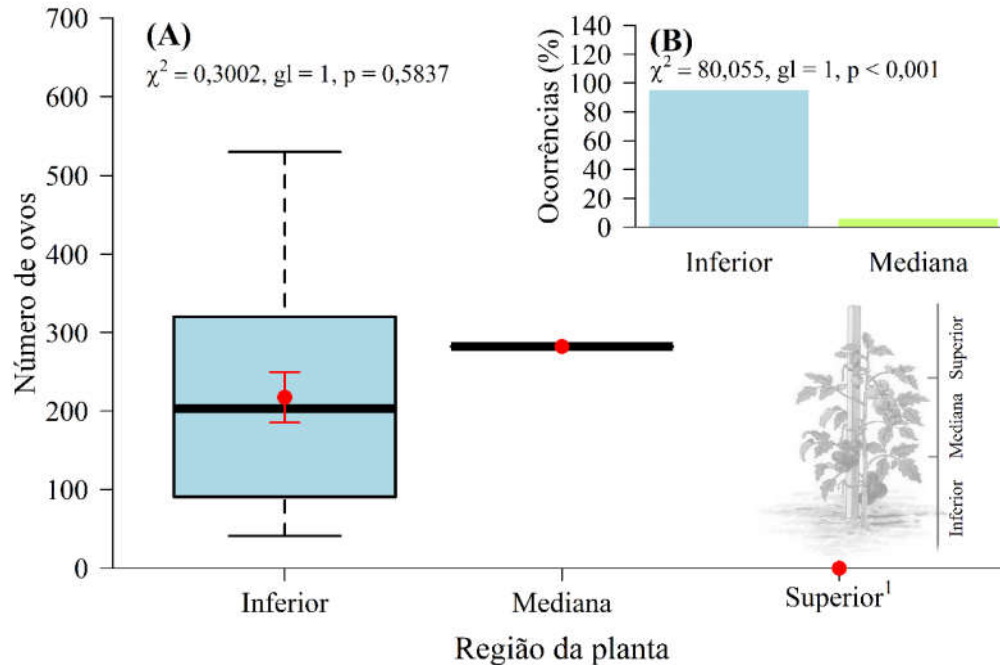 (A)
χ² = 0,3002, gl = 1, p = 0,5837
Número de ovos
700
600
500
400
300
200
100
0
Inferior
Mediana
Superior¹
Região da planta
(B)
χ² = 80,055, gl = 1, p < 0,001
Ocorrências (%)
140
120
100
80
60
40
20
0
Inferior
Mediana
Superior
Mediana
Inferior